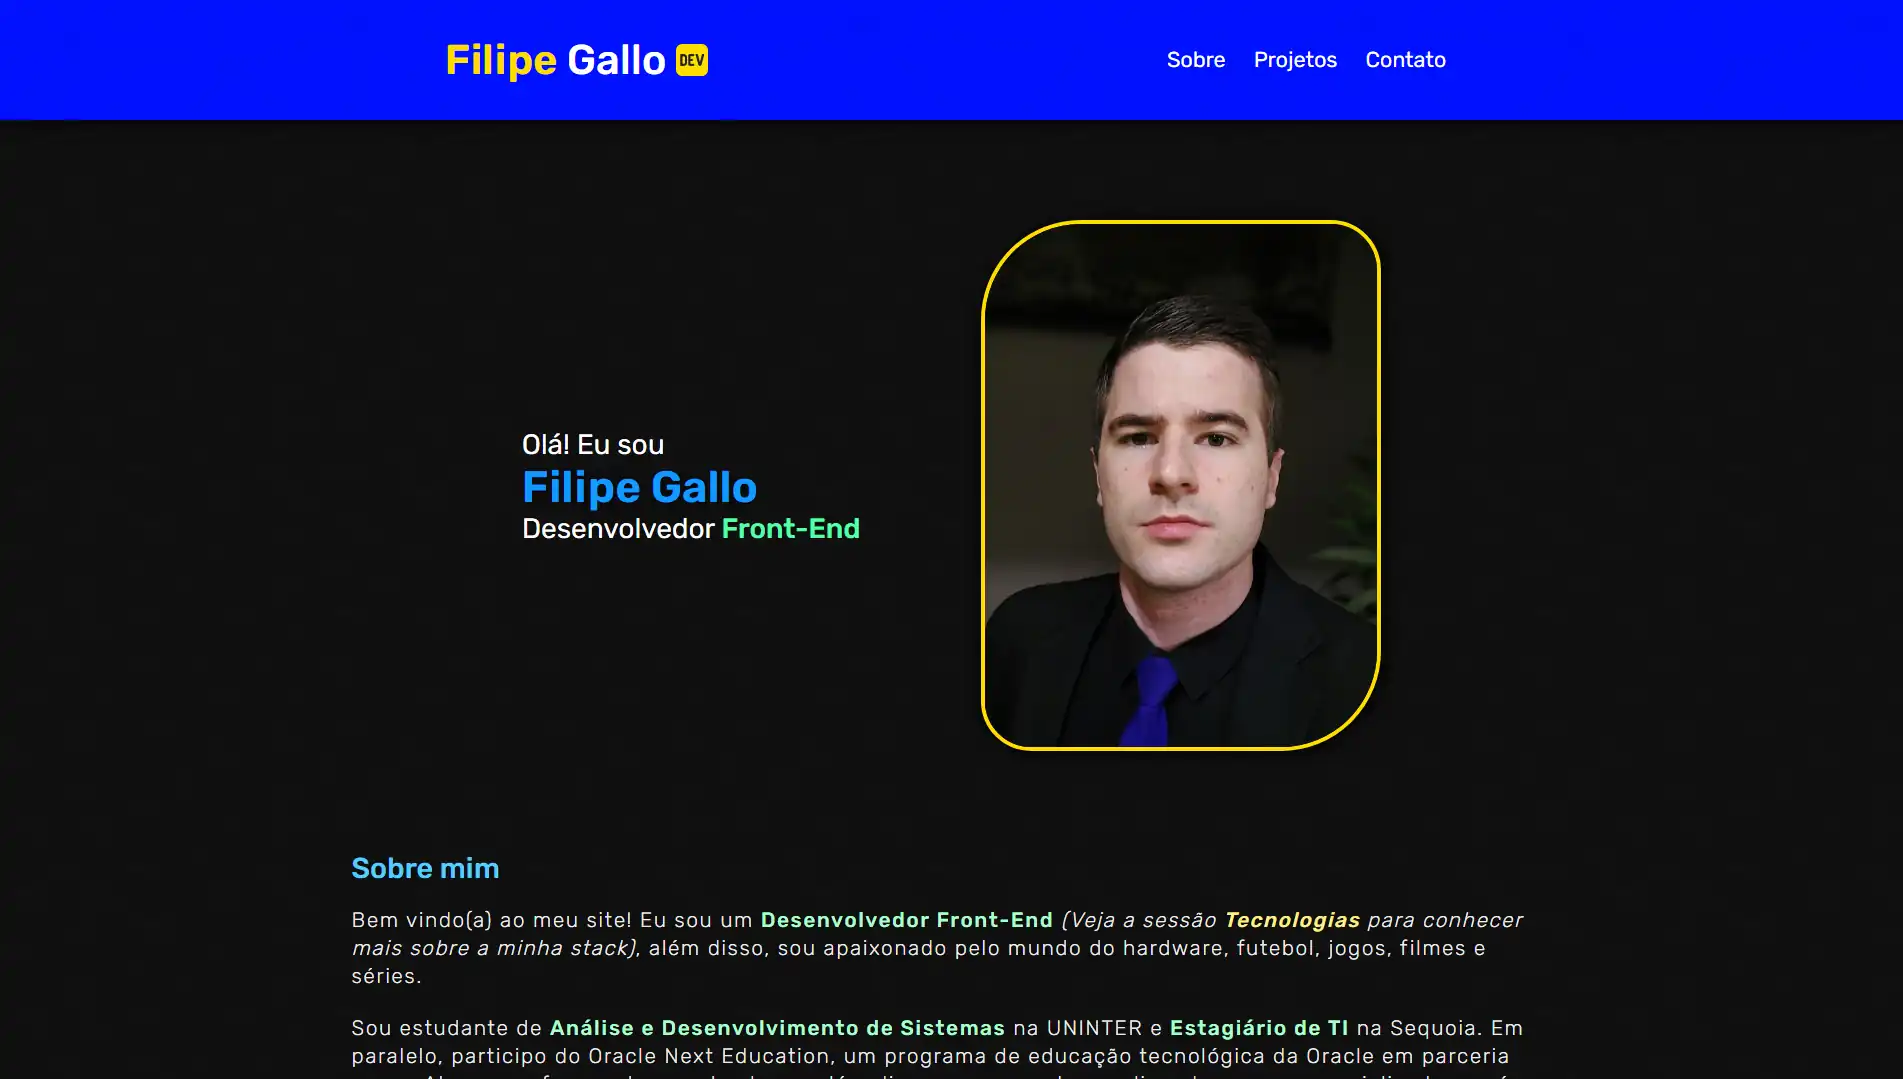 Filipe Gallo DEV
Sobre Projetos Contato
Olá! Eu sou
Filipe Gallo
Desenvolvedor Front-End
Sobre mim
Bem vindo(a) ao meu site! Eu sou um Desenvolvedor Front-End (Veja a sessão Tecnologias para conhecer
mais sobre a minha stack), além disso, sou apaixonado pelo mundo do hardware, futebol, jogos, filmes e
séries.
Sou estudante de Análise e Desenvolvimento de Sistemas na UNINTER e Estagiário de TI na Sequoia. Em
paralelo, participo do Oracle Next Education, um programa de educação tecnológica da Oracle em parceria